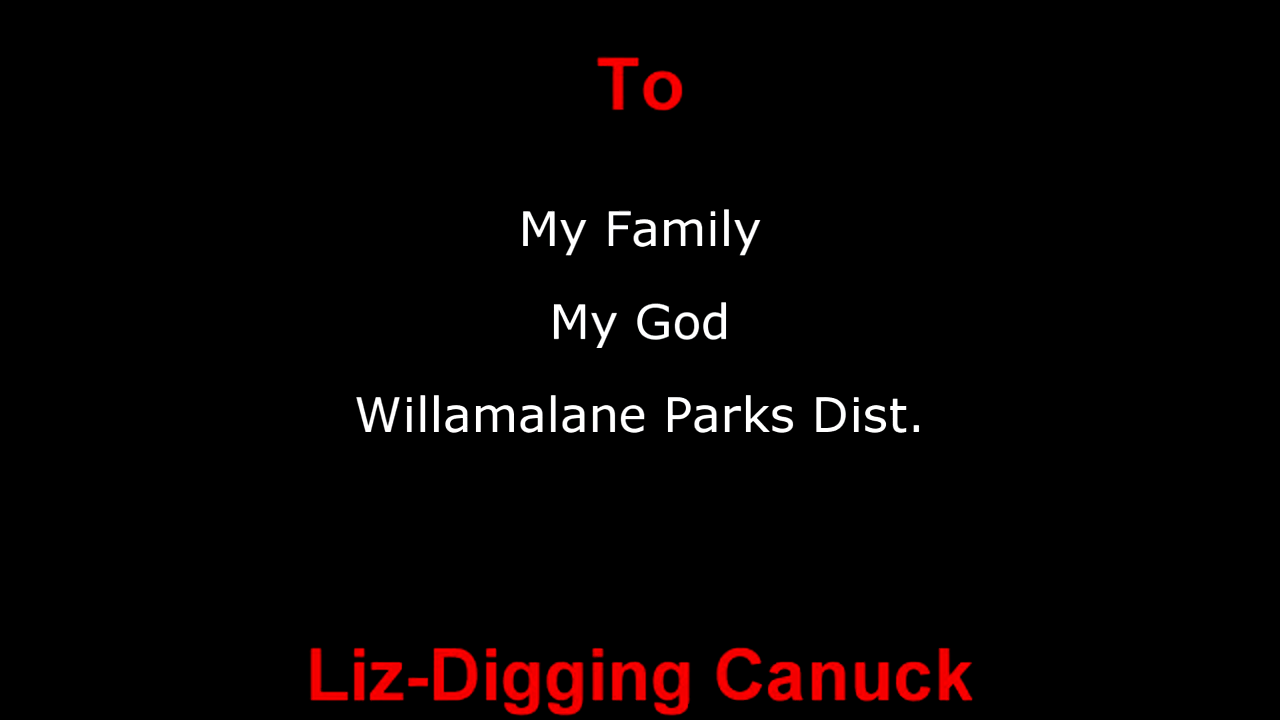 To
My Family
My God
Willamalane Parks Dist.
Liz-Digging Canuck